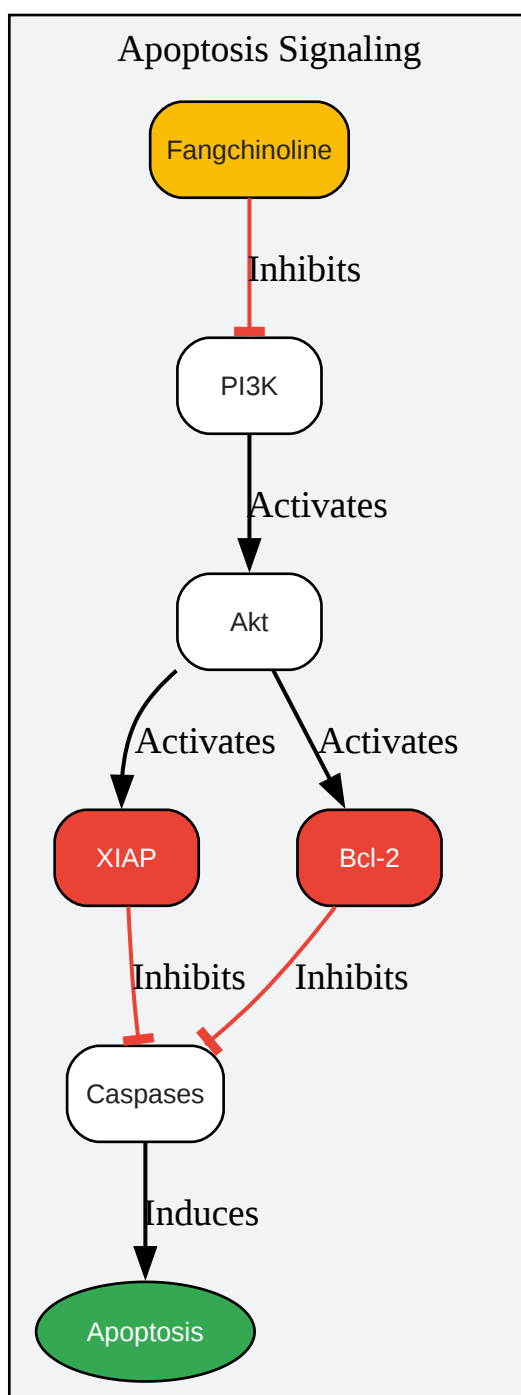 Apoptosis Signaling
Fangchinoline
Inhibits
PI3K
Activates
Akt
Activates
Activates
XIAP
Bcl-2
Inhibits
Inhibits
Caspases
Induces
Apoptosis